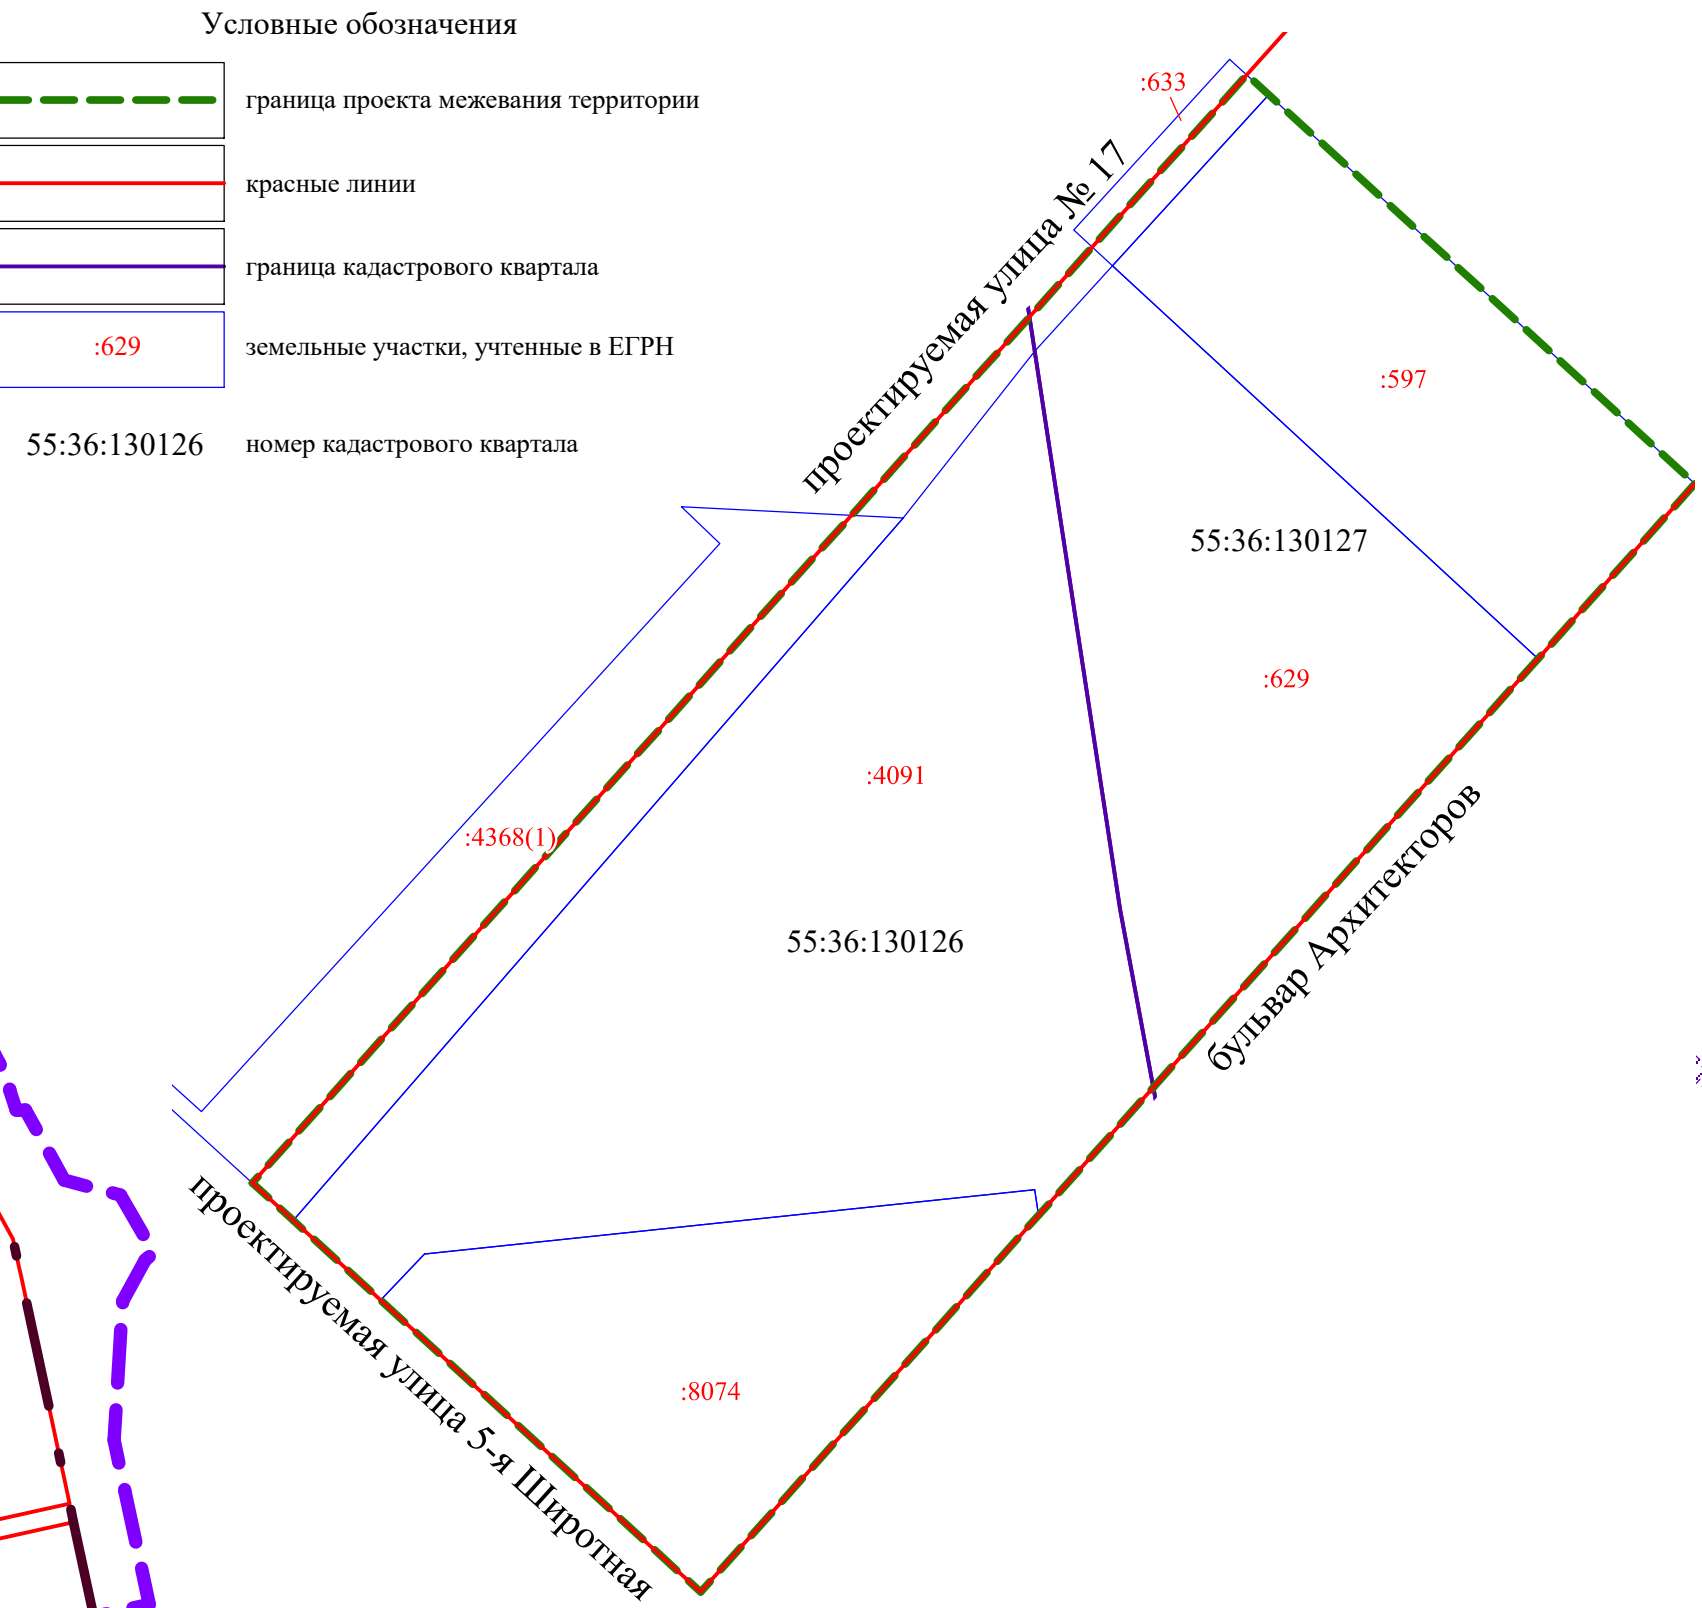 Условные обозначения
граница проекта межевания территории
красные линии
граница кадастрового квартала
:629 земельные участки, учтенные в ЕГРН
55:36:130126 номер кадастрового квартала
:633
проектируемая улица № 17
:597
55:36:130127
:629
:4091
:4368(1)
бульвар Архитекторов
55:36:130126
проектируемая улица 5-я Широтная
:8074